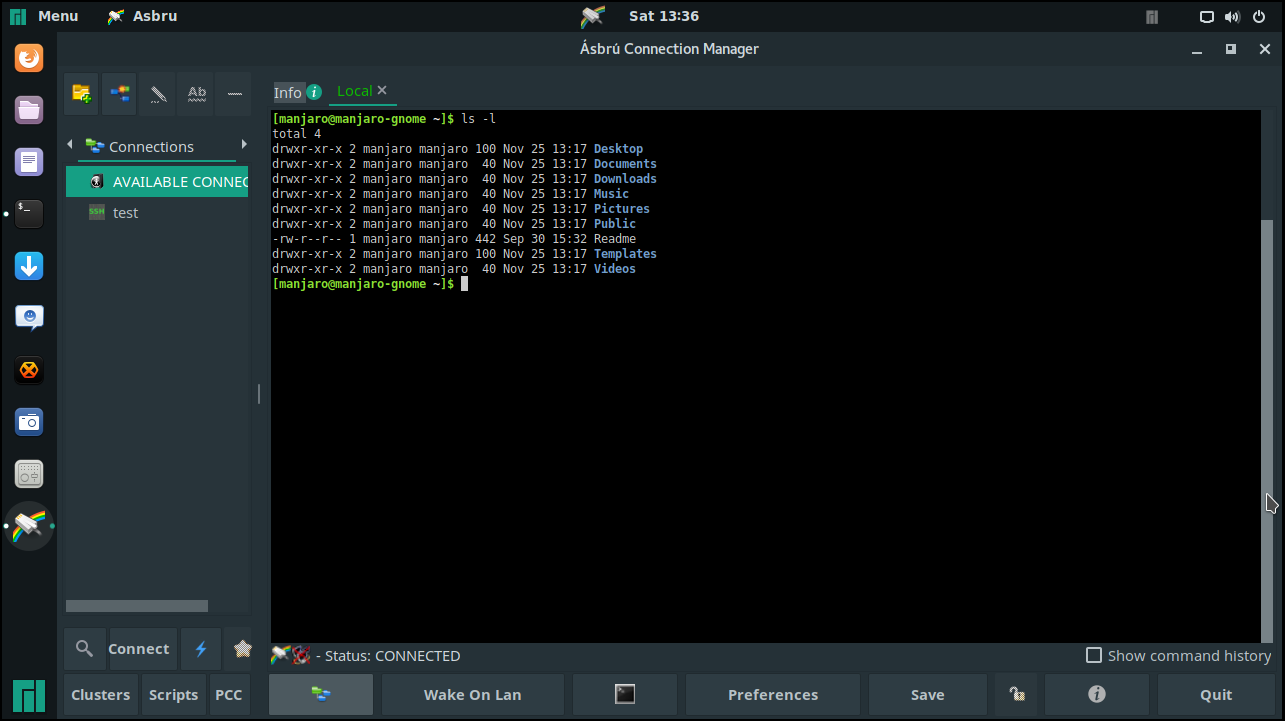 Menu Asbru Sat 13:36
Ásbrú Connection Manager
Ab
Info Local
Connections
AVAILABLE CONNEC
SSH test
[manjaro@manjaro-gnome ~]$ ls -l
total 4
drwxr-xr-x 2 manjaro manjaro 100 Nov 25 13:17 Desktop
drwxr-xr-x 2 manjaro manjaro  40 Nov 25 13:17 Documents
drwxr-xr-x 2 manjaro manjaro  40 Nov 25 13:17 Downloads
drwxr-xr-x 2 manjaro manjaro  40 Nov 25 13:17 Music
drwxr-xr-x 2 manjaro manjaro  40 Nov 25 13:17 Pictures
drwxr-xr-x 2 manjaro manjaro  40 Nov 25 13:17 Public
-rw-r--r-- 1 manjaro manjaro 442 Sep 30 15:32 Readme
drwxr-xr-x 2 manjaro manjaro 100 Nov 25 13:17 Templates
drwxr-xr-x 2 manjaro manjaro  40 Nov 25 13:17 Videos
[manjaro@manjaro-gnome ~]$
Connect
- Status: CONNECTED Show command history
Clusters Scripts PCC Wake On Lan Preferences Save Quit